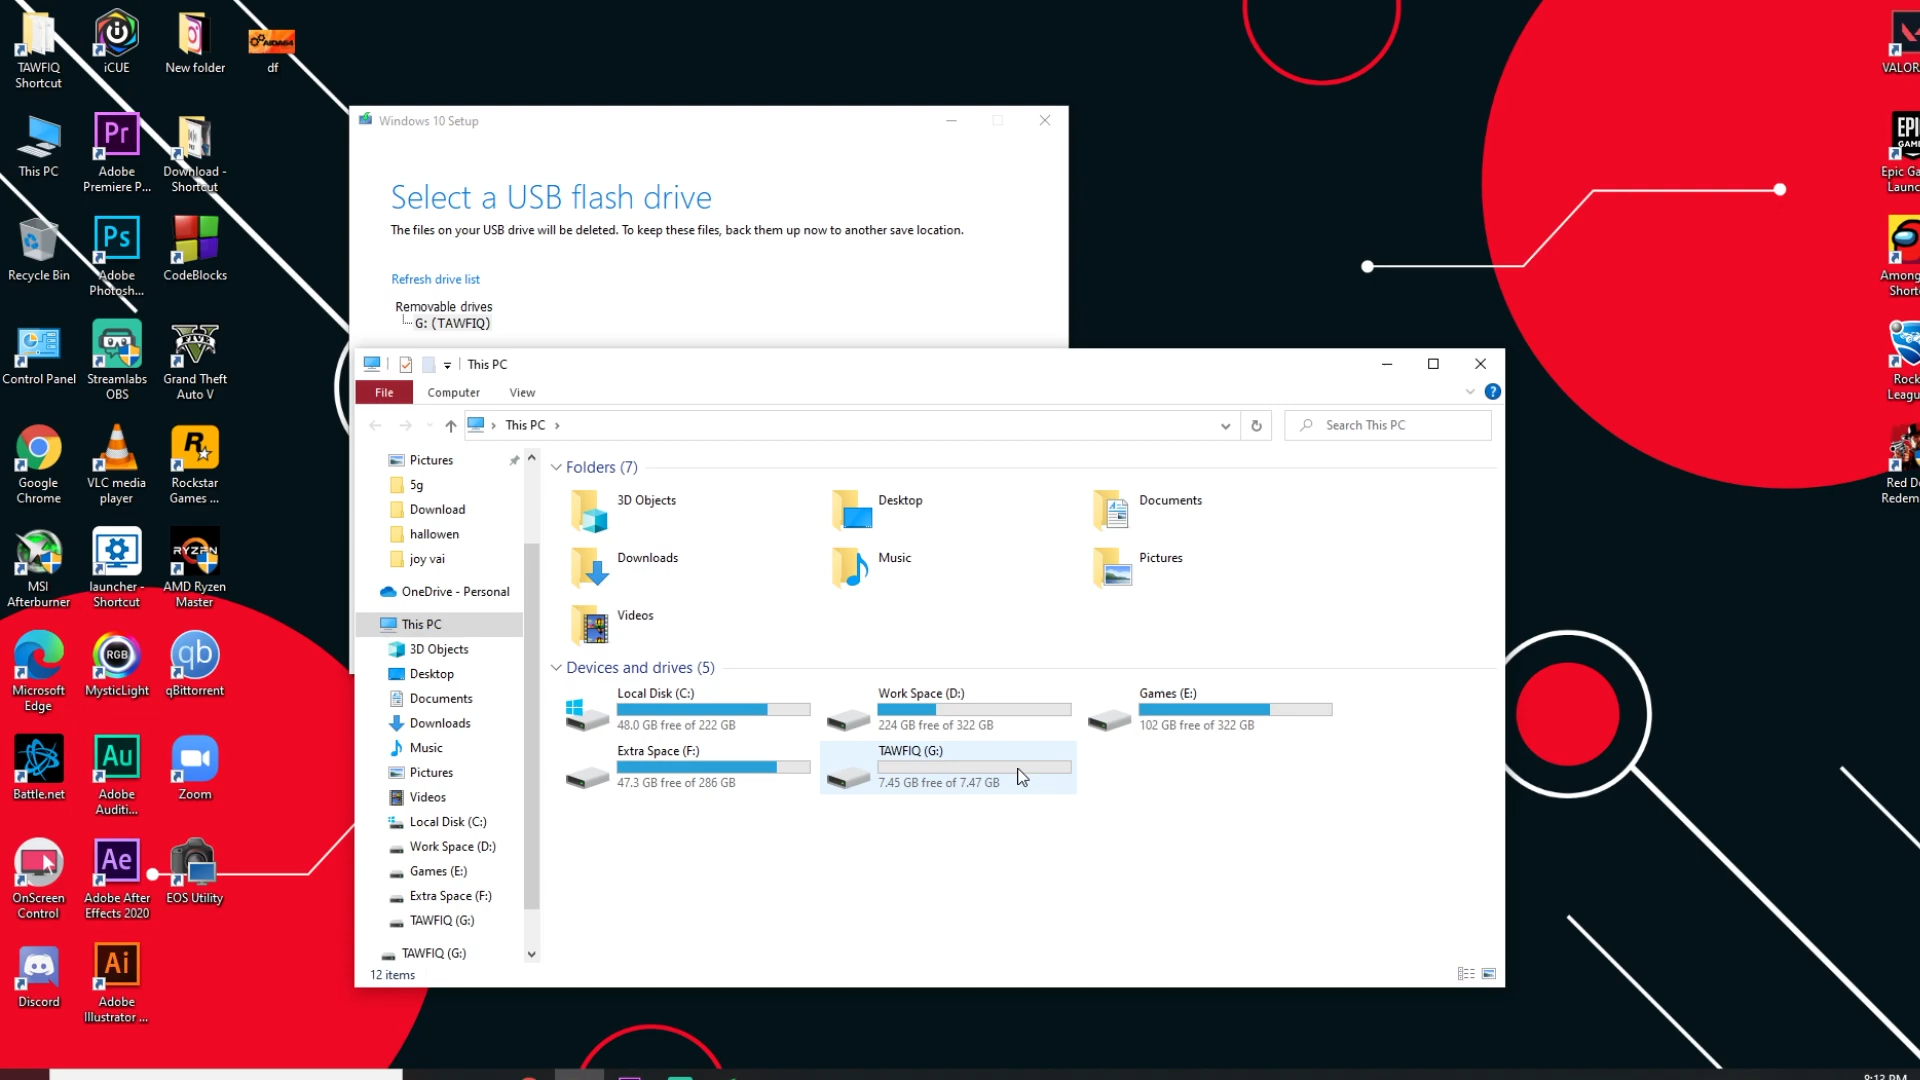 TAWFIQ
Shortcut
iCUE
New folder
df
This PC
Adobe
Premiere P...
Download -
Shortcut
Recycle Bin
Adobe
Photosh...
CodeBlocks
Control Panel
Streamlabs
OBS
Grand Theft
Auto V
Google
Chrome
VLC media
player
Rockstar
Games ...
MSI
Afterburner
launcher -
Shortcut
AMD Ryzen
Master
Microsoft
Edge
MysticLight
qBittorrent
Battle.net
Adobe
Auditi...
Zoom
OnScreen
Control
Adobe After
Effects 2020
EOS Utility
Discord
Adobe
Illustrator ...
Windows 10 Setup
Select a USB flash drive
The files on your USB drive will be deleted. To keep these files, back them up now to another save location.
Refresh drive list
Removable drives
G: (TAWFIQ)
This PC
File
Computer
View
This PC
Search This PC
Pictures
5g
Download
hallowen
joy vai
OneDrive - Personal
This PC
3D Objects
Desktop
Documents
Downloads
Music
Pictures
Videos
Local Disk (C:)
Work Space (D:)
Games (E:)
Extra Space (F:)
TAWFIQ (G:)
TAWFIQ (G:)
12 items
Folders (7)
3D Objects
Desktop
Documents
Downloads
Music
Pictures
Videos
Devices and drives (5)
Local Disk (C:)
48.0 GB free of 222 GB
Work Space (D:)
224 GB free of 322 GB
Games (E:)
102 GB free of 322 GB
Extra Space (F:)
47.3 GB free of 286 GB
TAWFIQ (G:)
7.45 GB free of 7.47 GB
VALOR
Epic Ga
Launc
Among
Short
Rock
Leagu
Red D
Redem
8:13 PM